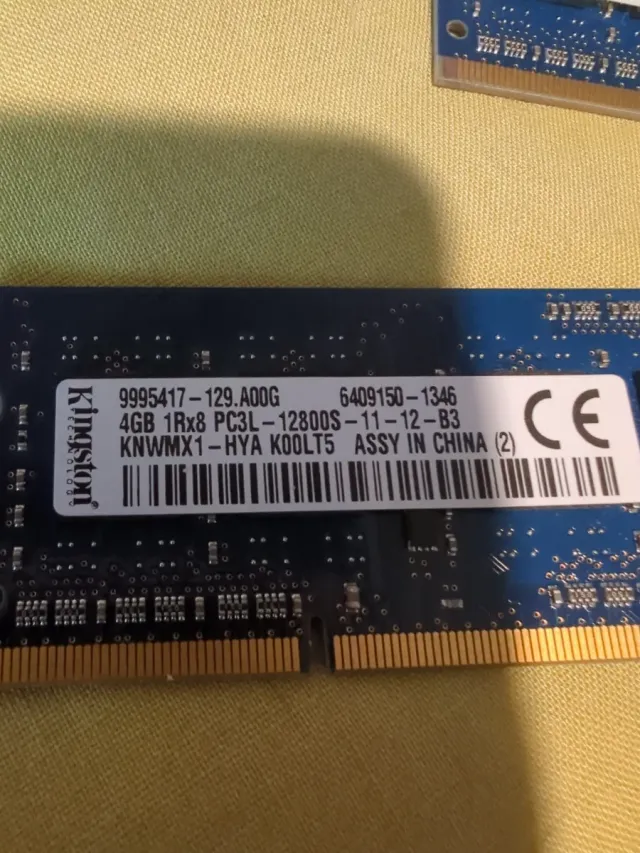 Kingston
9995417-129.A00G 6409150-1346
4GB 1Rx8 PC3L-12800S-11-12-B3
KNWMX1-HYA K00LT5 ASSY IN CHINA (2)
CE